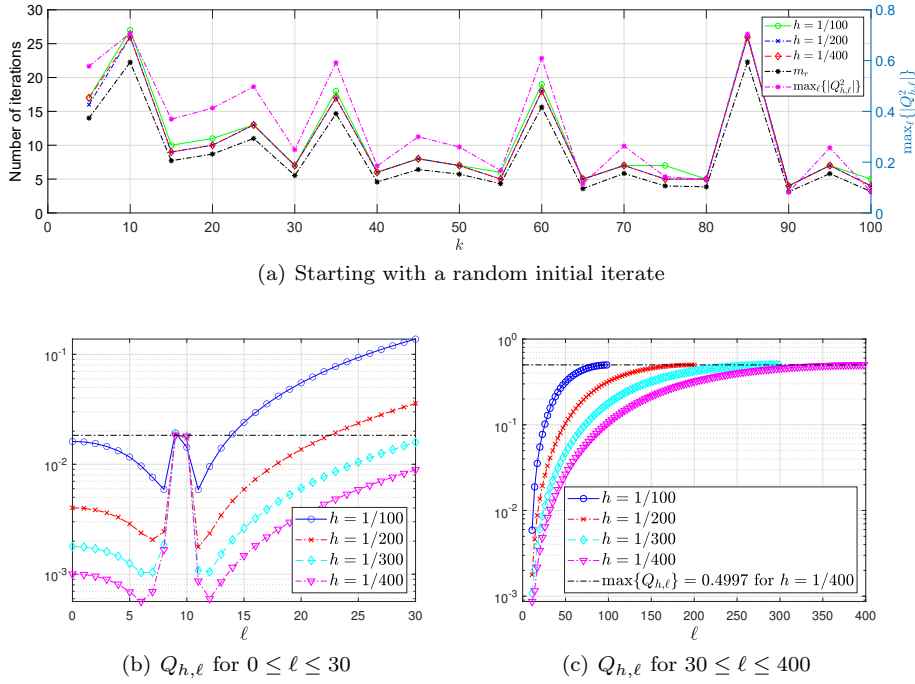 30
25
20
15
10
5
0
Number of iterations
0 10 20 30 40 50 60 70 80 90 100
k
0.8
0.6
0.4
0.2
0
max_ℓ{|Q²_{h,ℓ}|}
h = 1/100
h = 1/200
h = 1/400
m_r
max_ℓ{|Q²_{h,ℓ}|}
(a) Starting with a random initial iterate
10⁻¹
10⁻²
10⁻³
0 5 10 15 20 25 30
ℓ
h = 1/100
h = 1/200
h = 1/300
h = 1/400
(b) Q_{h,ℓ} for 0 ≤ ℓ ≤ 30
10⁰
10⁻¹
10⁻²
10⁻³
0 50 100 150 200 250 300 350 400
ℓ
h = 1/100
h = 1/200
h = 1/300
h = 1/400
max{Q_{h,ℓ}} = 0.4997 for h = 1/400
(c) Q_{h,ℓ} for 30 ≤ ℓ ≤ 400